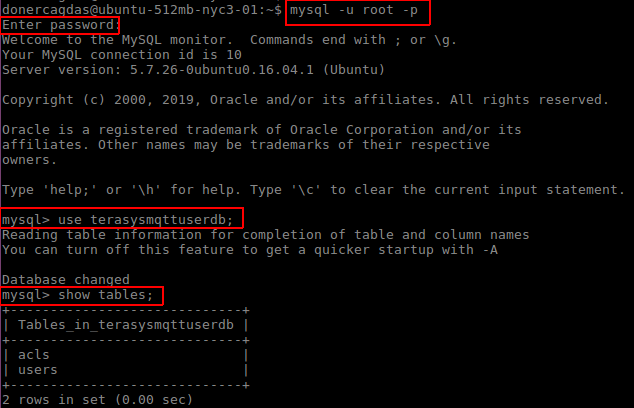 donercagdas@ubuntu-512mb-nyc3-01:~$ mysql -u root -p
Enter password:
Welcome to the MySQL monitor.  Commands end with ; or \g.
Your MySQL connection id is 10
Server version: 5.7.26-0ubuntu0.16.04.1 (Ubuntu)
Copyright (c) 2000, 2019, Oracle and/or its affiliates. All rights reserved.
Oracle is a registered trademark of Oracle Corporation and/or its
affiliates. Other names may be trademarks of their respective
owners.
Type 'help;' or '\h' for help. Type '\c' to clear the current input statement.
mysql> use terasysmqttuserdb;
Reading table information for completion of table and column names
You can turn off this feature to get a quicker startup with -A
Database changed
mysql> show tables;
+-----------------------------+
| Tables_in_terasysmqttuserdb |
+-----------------------------+
| acls                        |
| users                       |
+-----------------------------+
2 rows in set (0.00 sec)